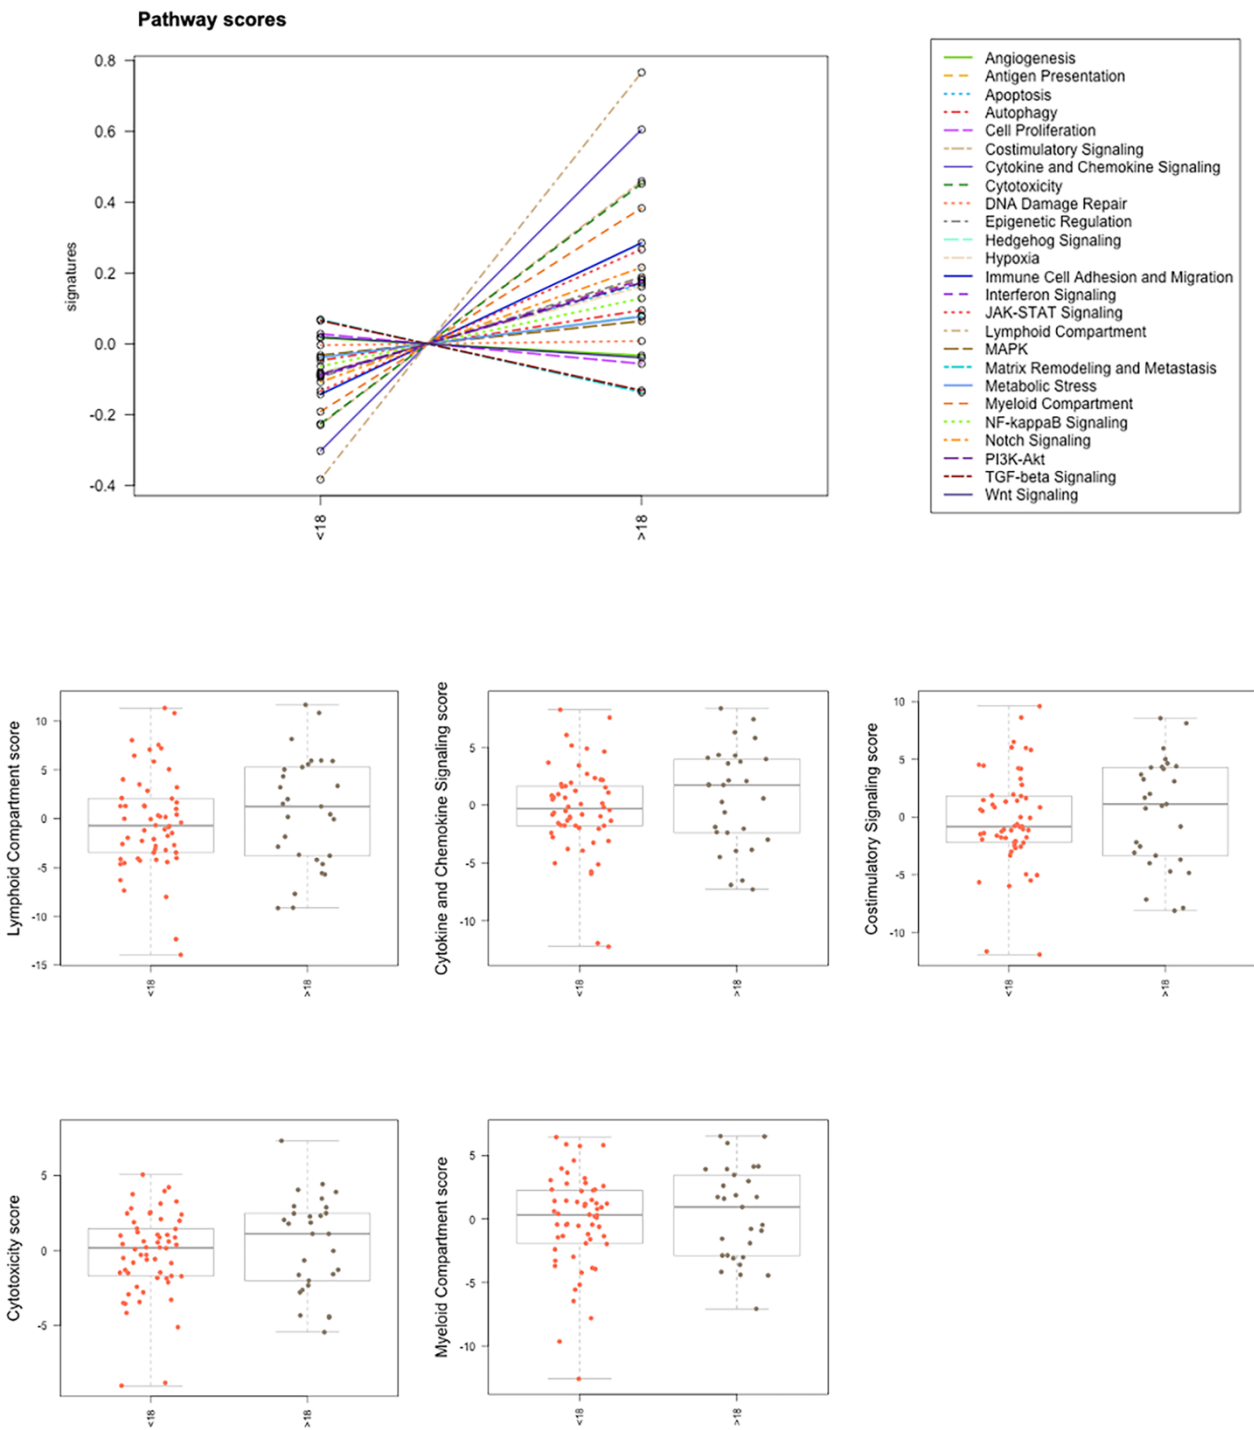 Pathway scores
signatures
0.8
0.6
0.4
0.2
0.0
-0.2
-0.4
<18
>18
Angiogenesis
Antigen Presentation
Apoptosis
Autophagy
Cell Proliferation
Costimulatory Signaling
Cytokine and Chemokine Signaling
Cytotoxicity
DNA Damage Repair
Epigenetic Regulation
Hedgehog Signaling
Hypoxia
Immune Cell Adhesion and Migration
Interferon Signaling
JAK-STAT Signaling
Lymphoid Compartment
MAPK
Matrix Remodeling and Metastasis
Metabolic Stress
Myeloid Compartment
NF-kappaB Signaling
Notch Signaling
PI3K-Akt
TGF-beta Signaling
Wnt Signaling
Lymphoid Compartment score
10
5
0
-5
-10
-15
<18
>18
Cytokine and Chemokine Signaling score
5
0
-5
-10
<18
>18
Costimulatory Signaling score
10
5
0
-5
-10
<18
>18
Cytotoxicity score
5
0
-5
<18
>18
Myeloid Compartment score
5
0
-5
-10
<18
>18